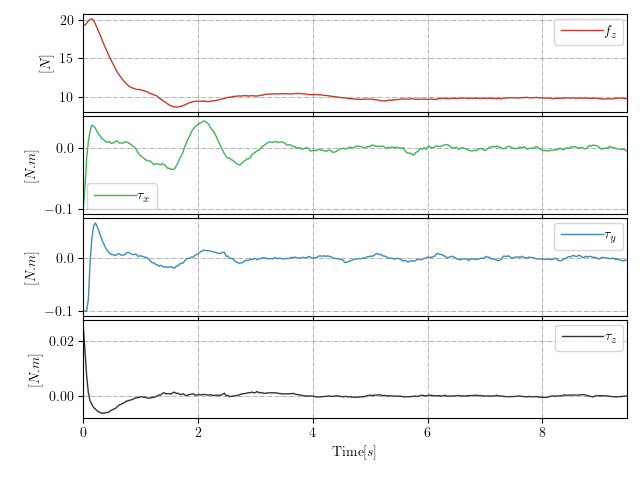 20
15
10
[N]
f_z
0.0
−0.1
[N.m]
τ_x
0.0
−0.1
[N.m]
τ_y
0.02
0.00
[N.m]
τ_z
0 2 4 6 8
Time[s]